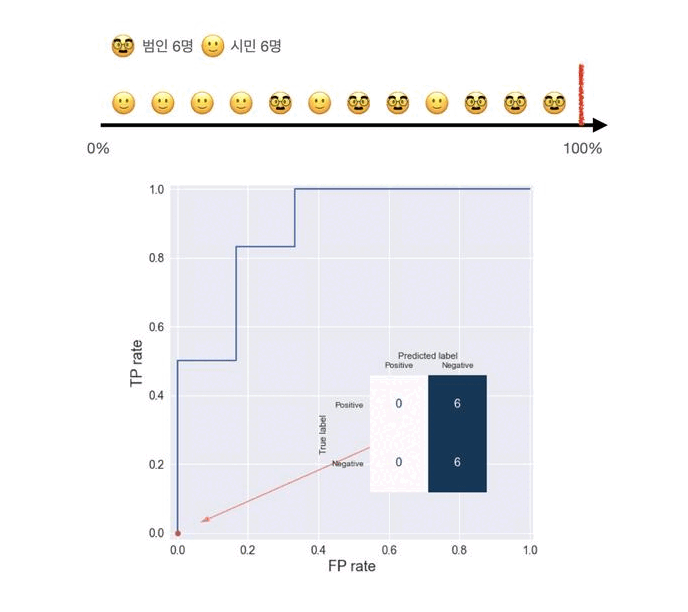 범인 6명 시민 6명
0% 100%
1.0
0.8
0.6
0.4
0.2
0.0
TP rate
Predicted label
Positive Negative
True label
Positive 0 6
Negative 0 6
0.0 0.2 0.4 0.6 0.8 1.0
FP rate